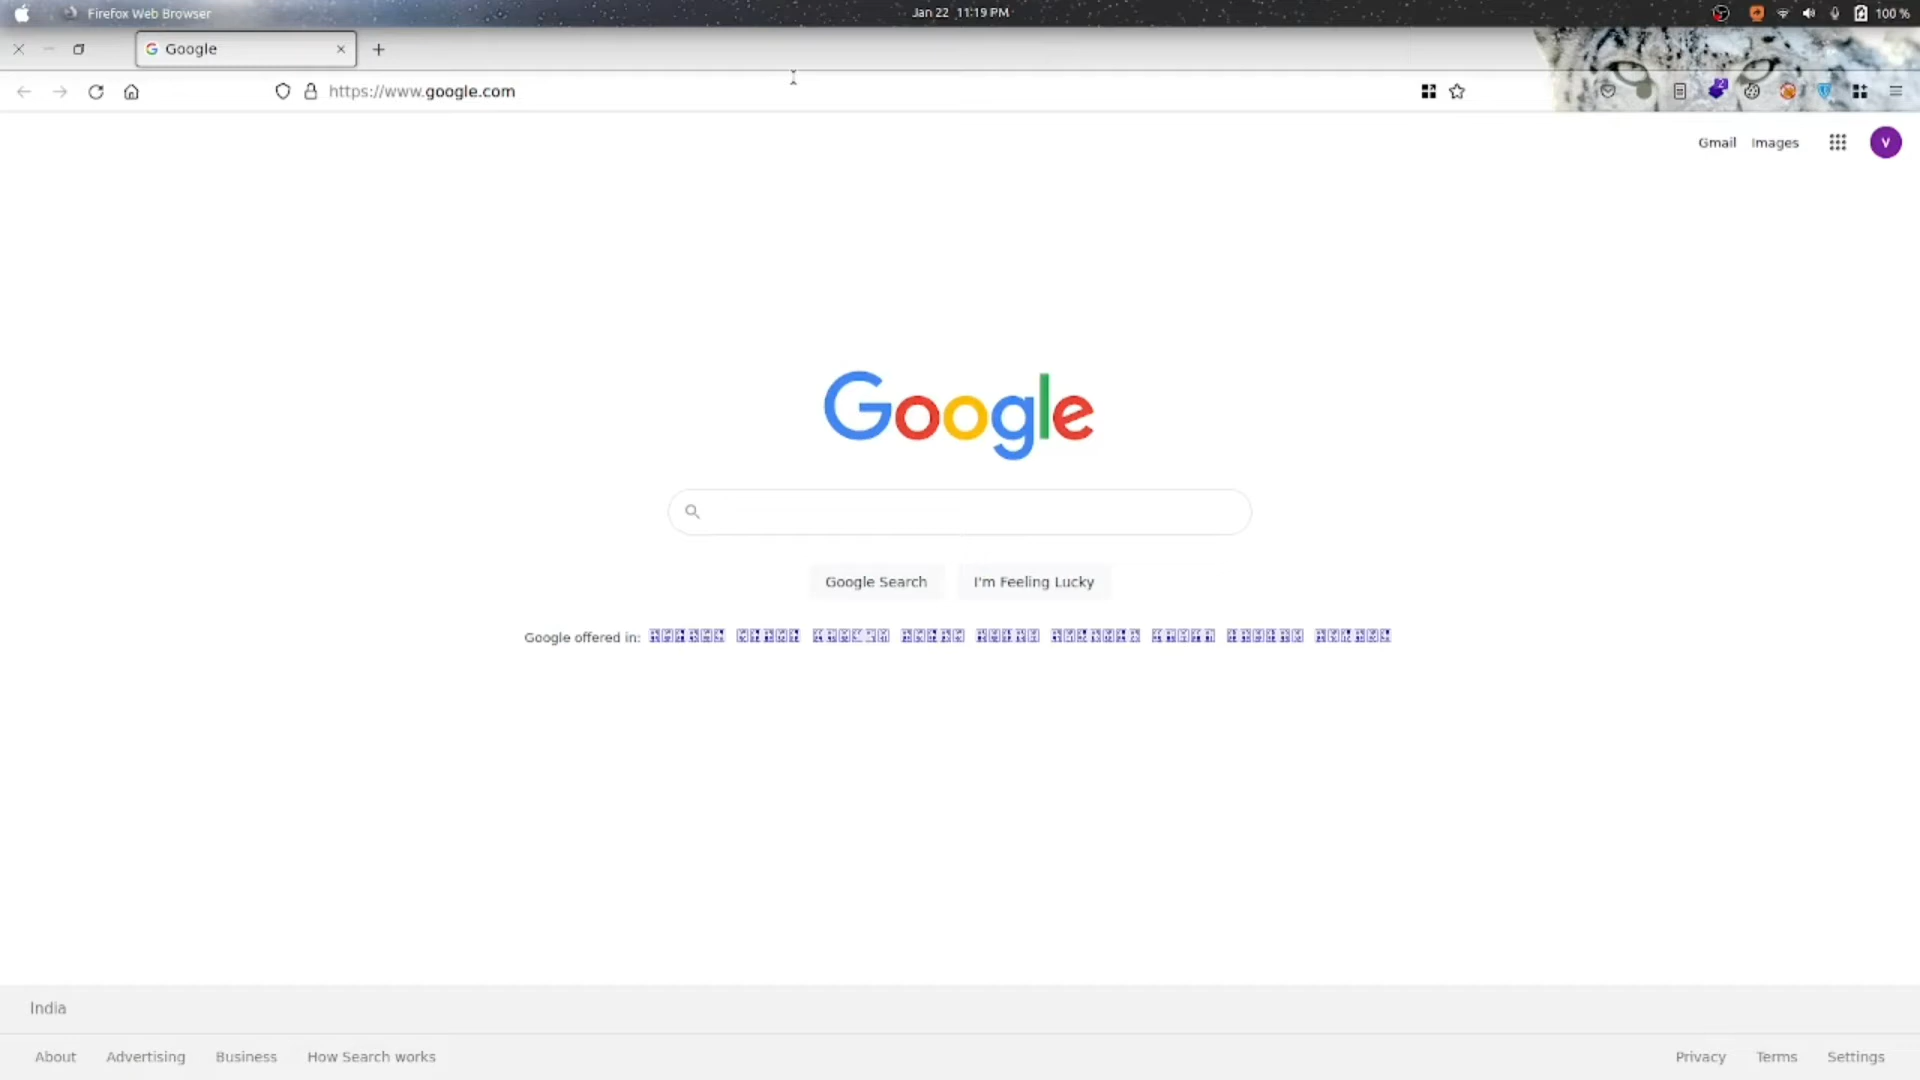 Firefox Web Browser
Jan 22 11:19 PM
100 %
Google
https://www.google.com
Gmail Images
V
Google
Google Search I'm Feeling Lucky
Google offered in:
India
About Advertising Business How Search works
Privacy Terms Settings